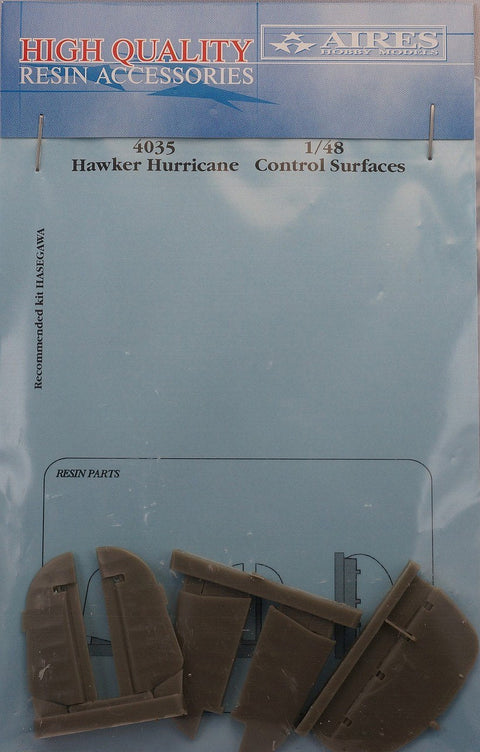 HIGH QUALITY
RESIN ACCESSORIES
AIRES
HOBBY MODELS
4035
1/48
Hawker Hurricane
Control Surfaces
Recommended kit HASEGAWA
RESIN PARTS